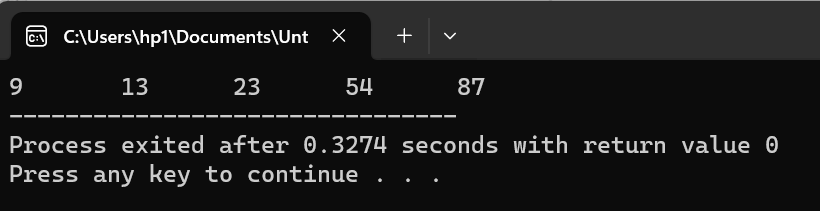 C:\Users\hp1\Documents\Unt
9 13 23 54 87
--------------------------------
Process exited after 0.3274 seconds with return value 0
Press any key to continue . . .